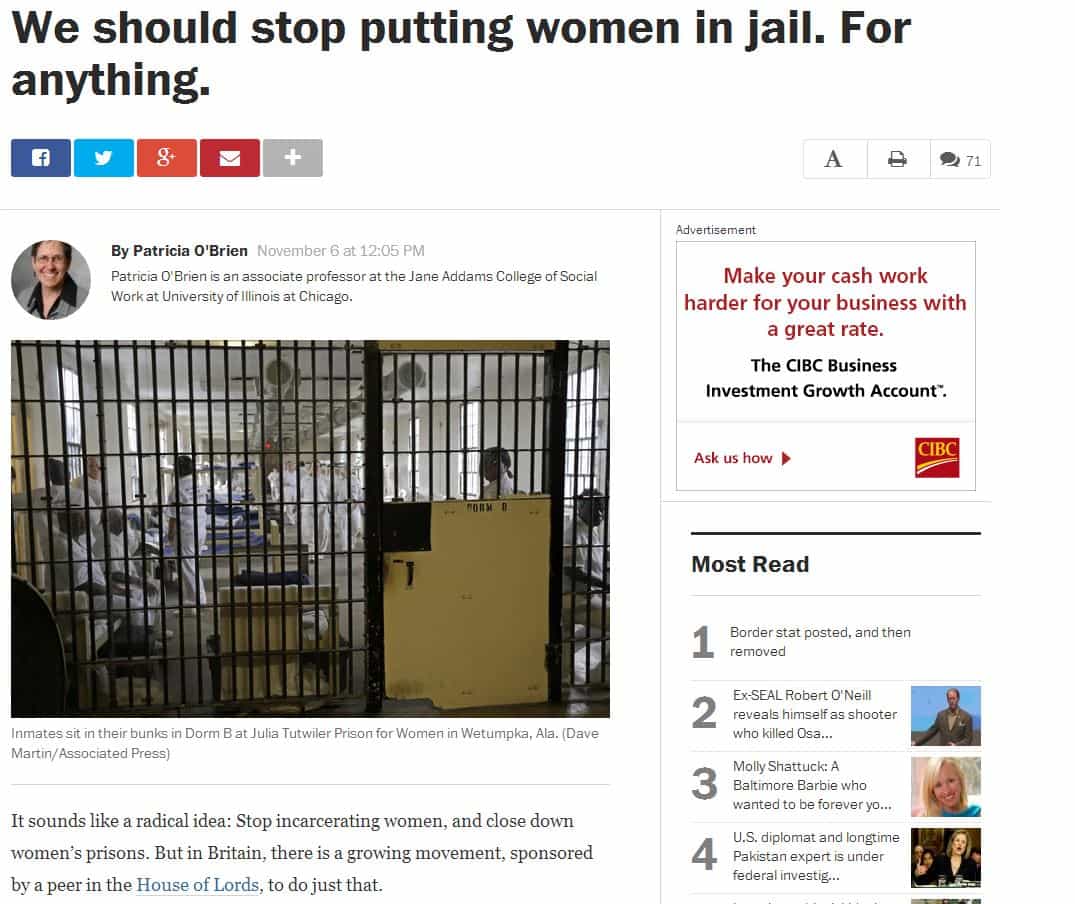 We should stop putting women in jail. For
anything.
A
71
By Patricia O'Brien November 6 at 12:05 PM
Patricia O'Brien is an associate professor at the Jane Addams College of Social
Work at University of Illinois at Chicago.
DORM B
Inmates sit in their bunks in Dorm B at Julia Tutwiler Prison for Women in Wetumpka, Ala. (Dave
Martin/Associated Press)
It sounds like a radical idea: Stop incarcerating women, and close down
women’s prisons. But in Britain, there is a growing movement, sponsored
by a peer in the House of Lords, to do just that.
Advertisement
Make your cash work
harder for your business with
a great rate.
The CIBC Business
Investment Growth Account™.
Ask us how
CIBC
Most Read
1 Border stat posted, and then
removed
2 Ex-SEAL Robert O'Neill
reveals himself as shooter
who killed Osa...
3 Molly Shattuck: A
Baltimore Barbie who
wanted to be forever yo...
4 U.S. diplomat and longtime
Pakistan expert is under
federal investig...